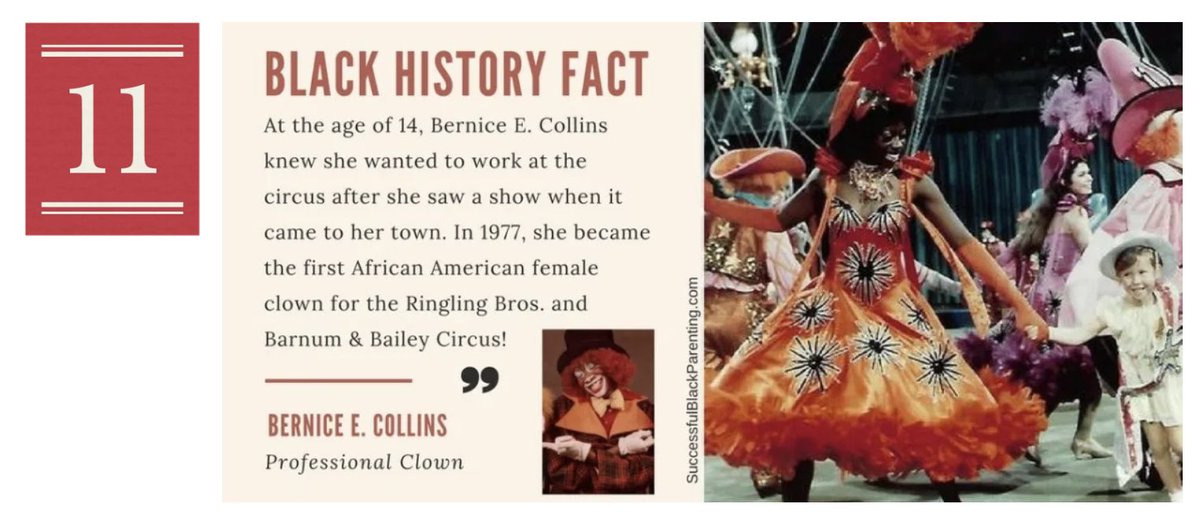 11
BLACK HISTORY FACT
At the age of 14, Bernice E. Collins
knew she wanted to work at the
circus after she saw a show when it
came to her town. In 1977, she became
the first African American female
clown for the Ringling Bros. and
Barnum & Bailey Circus!
”
BERNICE E. COLLINS
Professional Clown
SuccessfulBlackParenting.com